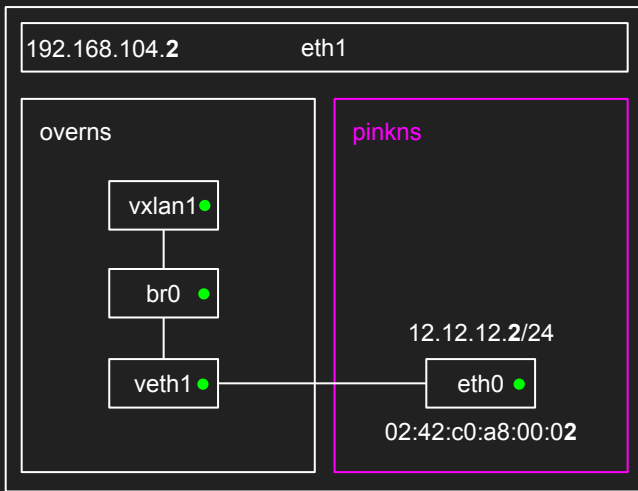 192.168.104.2 eth1
overns
pinkns
vxlan1
br0
12.12.12.2/24
veth1
eth0
02:42:c0:a8:00:02